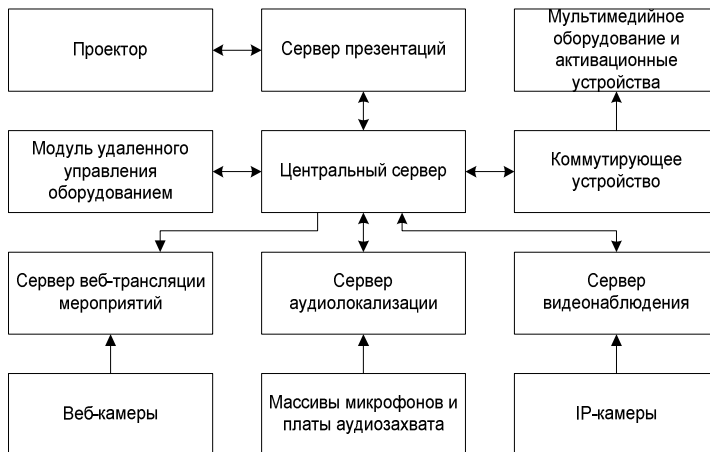 Проектор
Сервер презентаций
Мультимедийное
оборудование и
активационные
устройства
Модуль удаленного
управления
оборудованием
Центральный сервер
Коммутирующее
устройство
Сервер веб-трансляции
мероприятий
Сервер
аудиолокализации
Сервер
видеонаблюдения
Веб-камеры
Массивы микрофонов и
платы аудиозахвата
IP-камеры